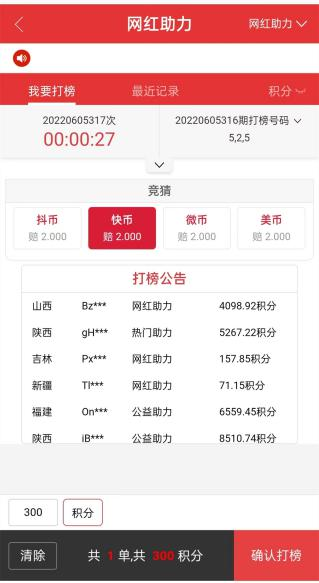 网红助力 网红助力
我要打榜 最近记录 积分
20220605317次 20220605316期打榜号码
00:00:27 5,2,5
竞猜
抖币 快币 微币 美币
赔 2.000 赔 2.000 赔 2.000 赔 2.000
打榜公告
山西 Bz*** 网红助力 4098.92积分
陕西 gH*** 热门助力 5267.22积分
吉林 Px*** 网红助力 157.85积分
新疆 Tl*** 网红助力 71.15积分
福建 On*** 公益助力 6559.45积分
陕西 iB*** 公益助力 8510.74积分
300 积分
清除 共 1 单,共 300 积分 确认打榜